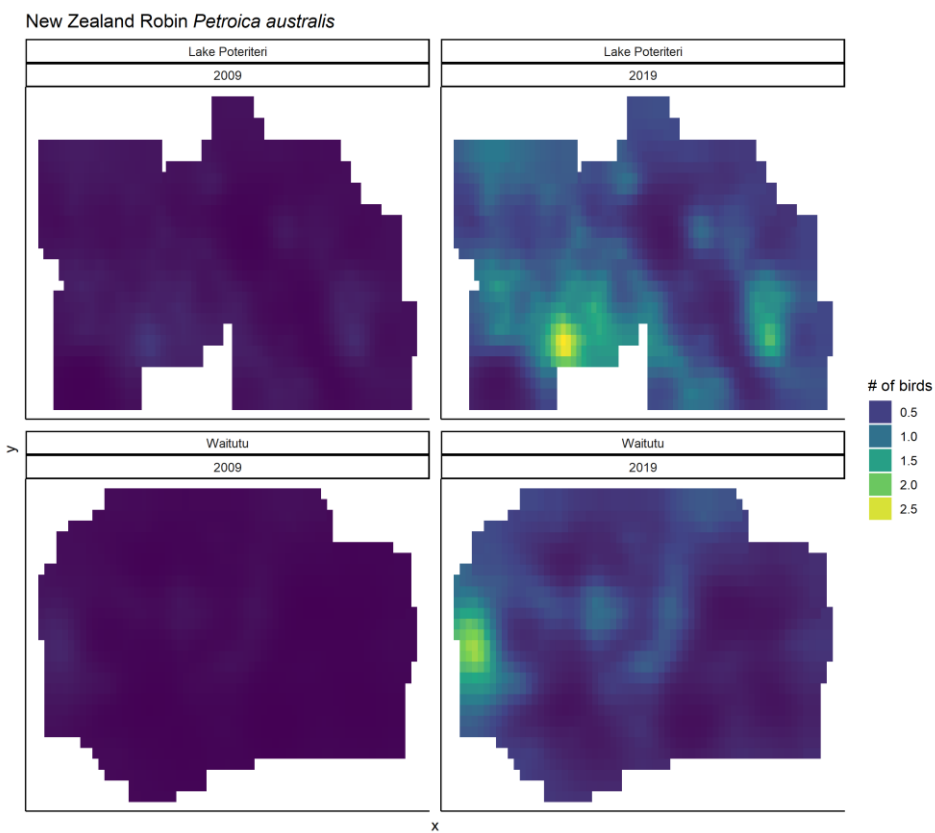 New Zealand Robin Petroica australis
Lake Poteriteri
2009
Lake Poteriteri
2019
y
Waitutu
2009
Waitutu
2019
x
# of birds
0.5
1.0
1.5
2.0
2.5